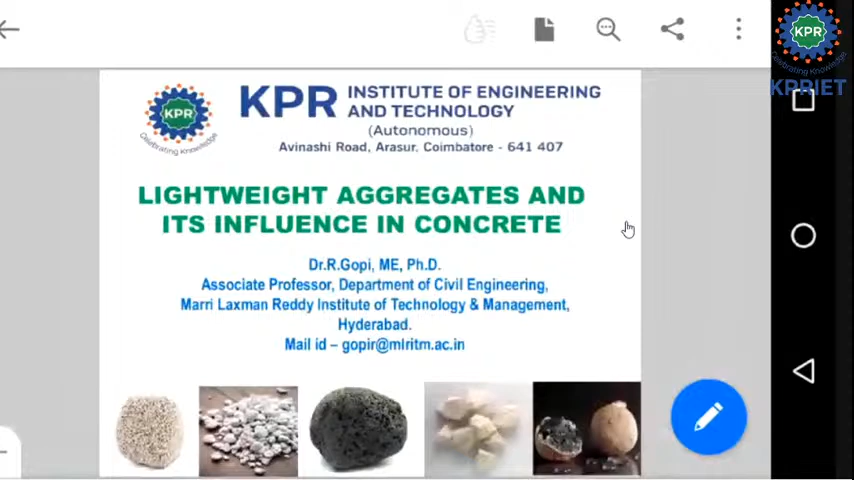 KPR
Celebrating Knowledge
KPRIET
KPR
Celebrating Knowledge
KPR
INSTITUTE OF ENGINEERING
AND TECHNOLOGY
(Autonomous)
Avinashi Road, Arasur, Coimbatore - 641 407
LIGHTWEIGHT AGGREGATES AND
ITS INFLUENCE IN CONCRETE
Dr.R.Gopi, ME, Ph.D.
Associate Professor, Department of Civil Engineering,
Marri Laxman Reddy Institute of Technology & Management,
Hyderabad.
Mail id – gopir@mlritm.ac.in